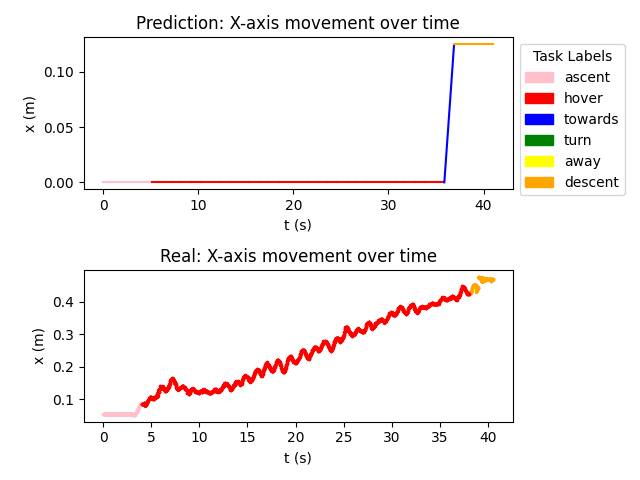 Prediction: X-axis movement over time
0.10
0.05
0.00
x (m)
0 10 20 30 40
t (s)
Task Labels
ascent
hover
towards
turn
away
descent
Real: X-axis movement over time
0.4
0.3
0.2
0.1
x (m)
0 5 10 15 20 25 30 35 40
t (s)